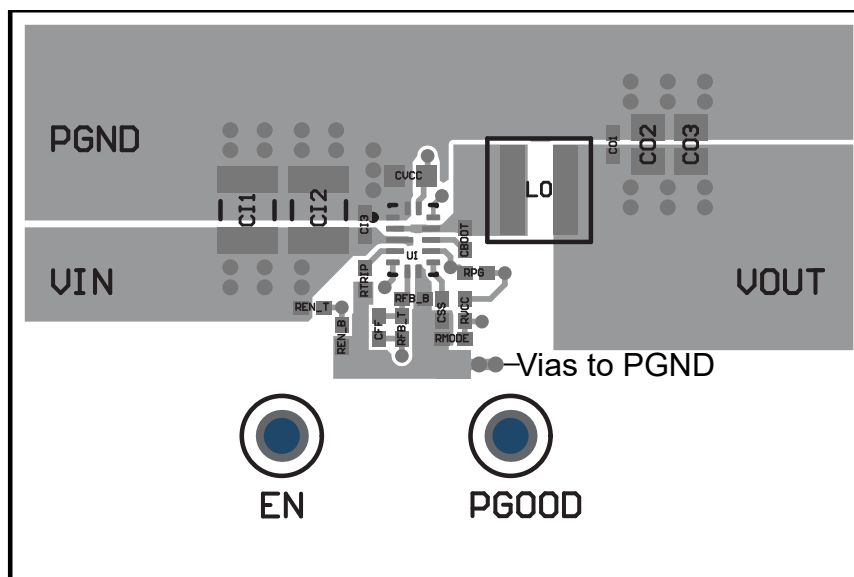 PGND
CO1
CO2
CO3
CVCC
LO
CI1
CI2
CI3
CBOOT
U1
VIN
RTRIP
RPG
VOUT
REN_T
RFB_B
CSS
RVCC
REN_B
CFF
RFB_T
RMODE
Vias to PGND
EN
PGOOD